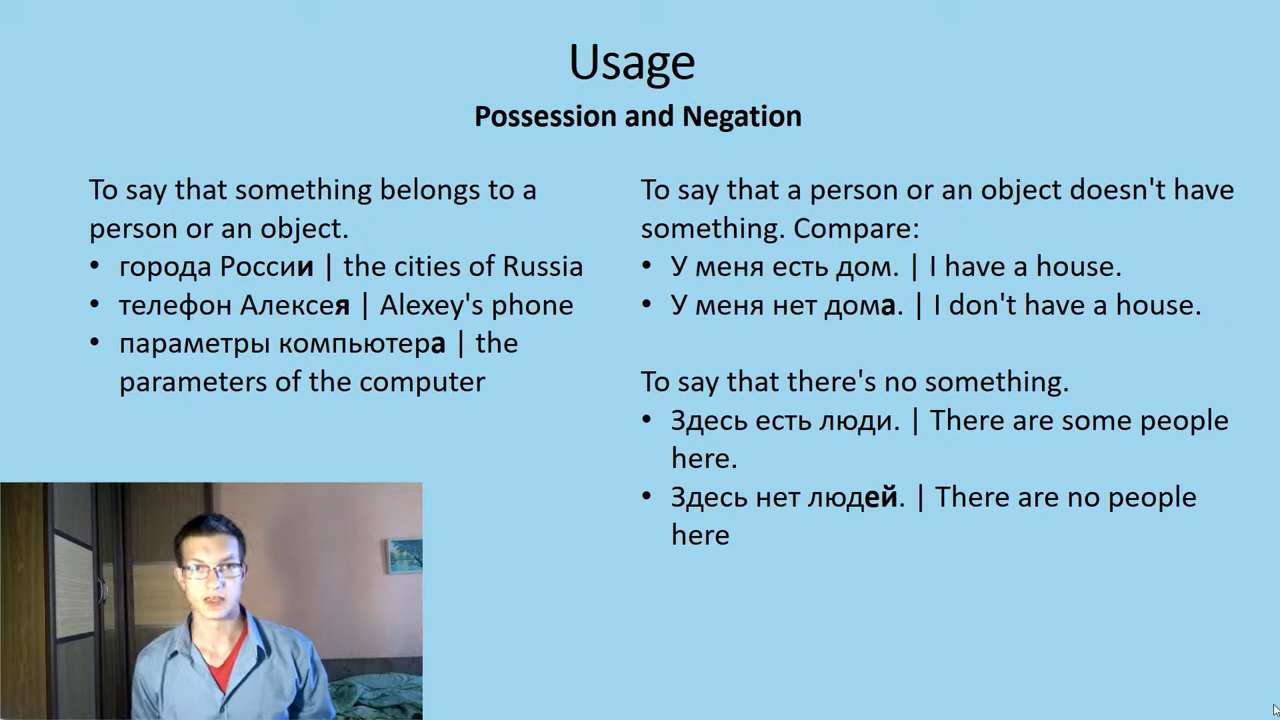 Usage
Possession and Negation
To say that something belongs to a
person or an object.
• города России | the cities of Russia
• телефон Алексея | Alexey's phone
• параметры компьютера | the
parameters of the computer
To say that a person or an object doesn't have
something. Compare:
• У меня есть дом. | I have a house.
• У меня нет дома. | I don't have a house.
To say that there's no something.
• Здесь есть люди. | There are some people
here.
• Здесь нет людей. | There are no people
here